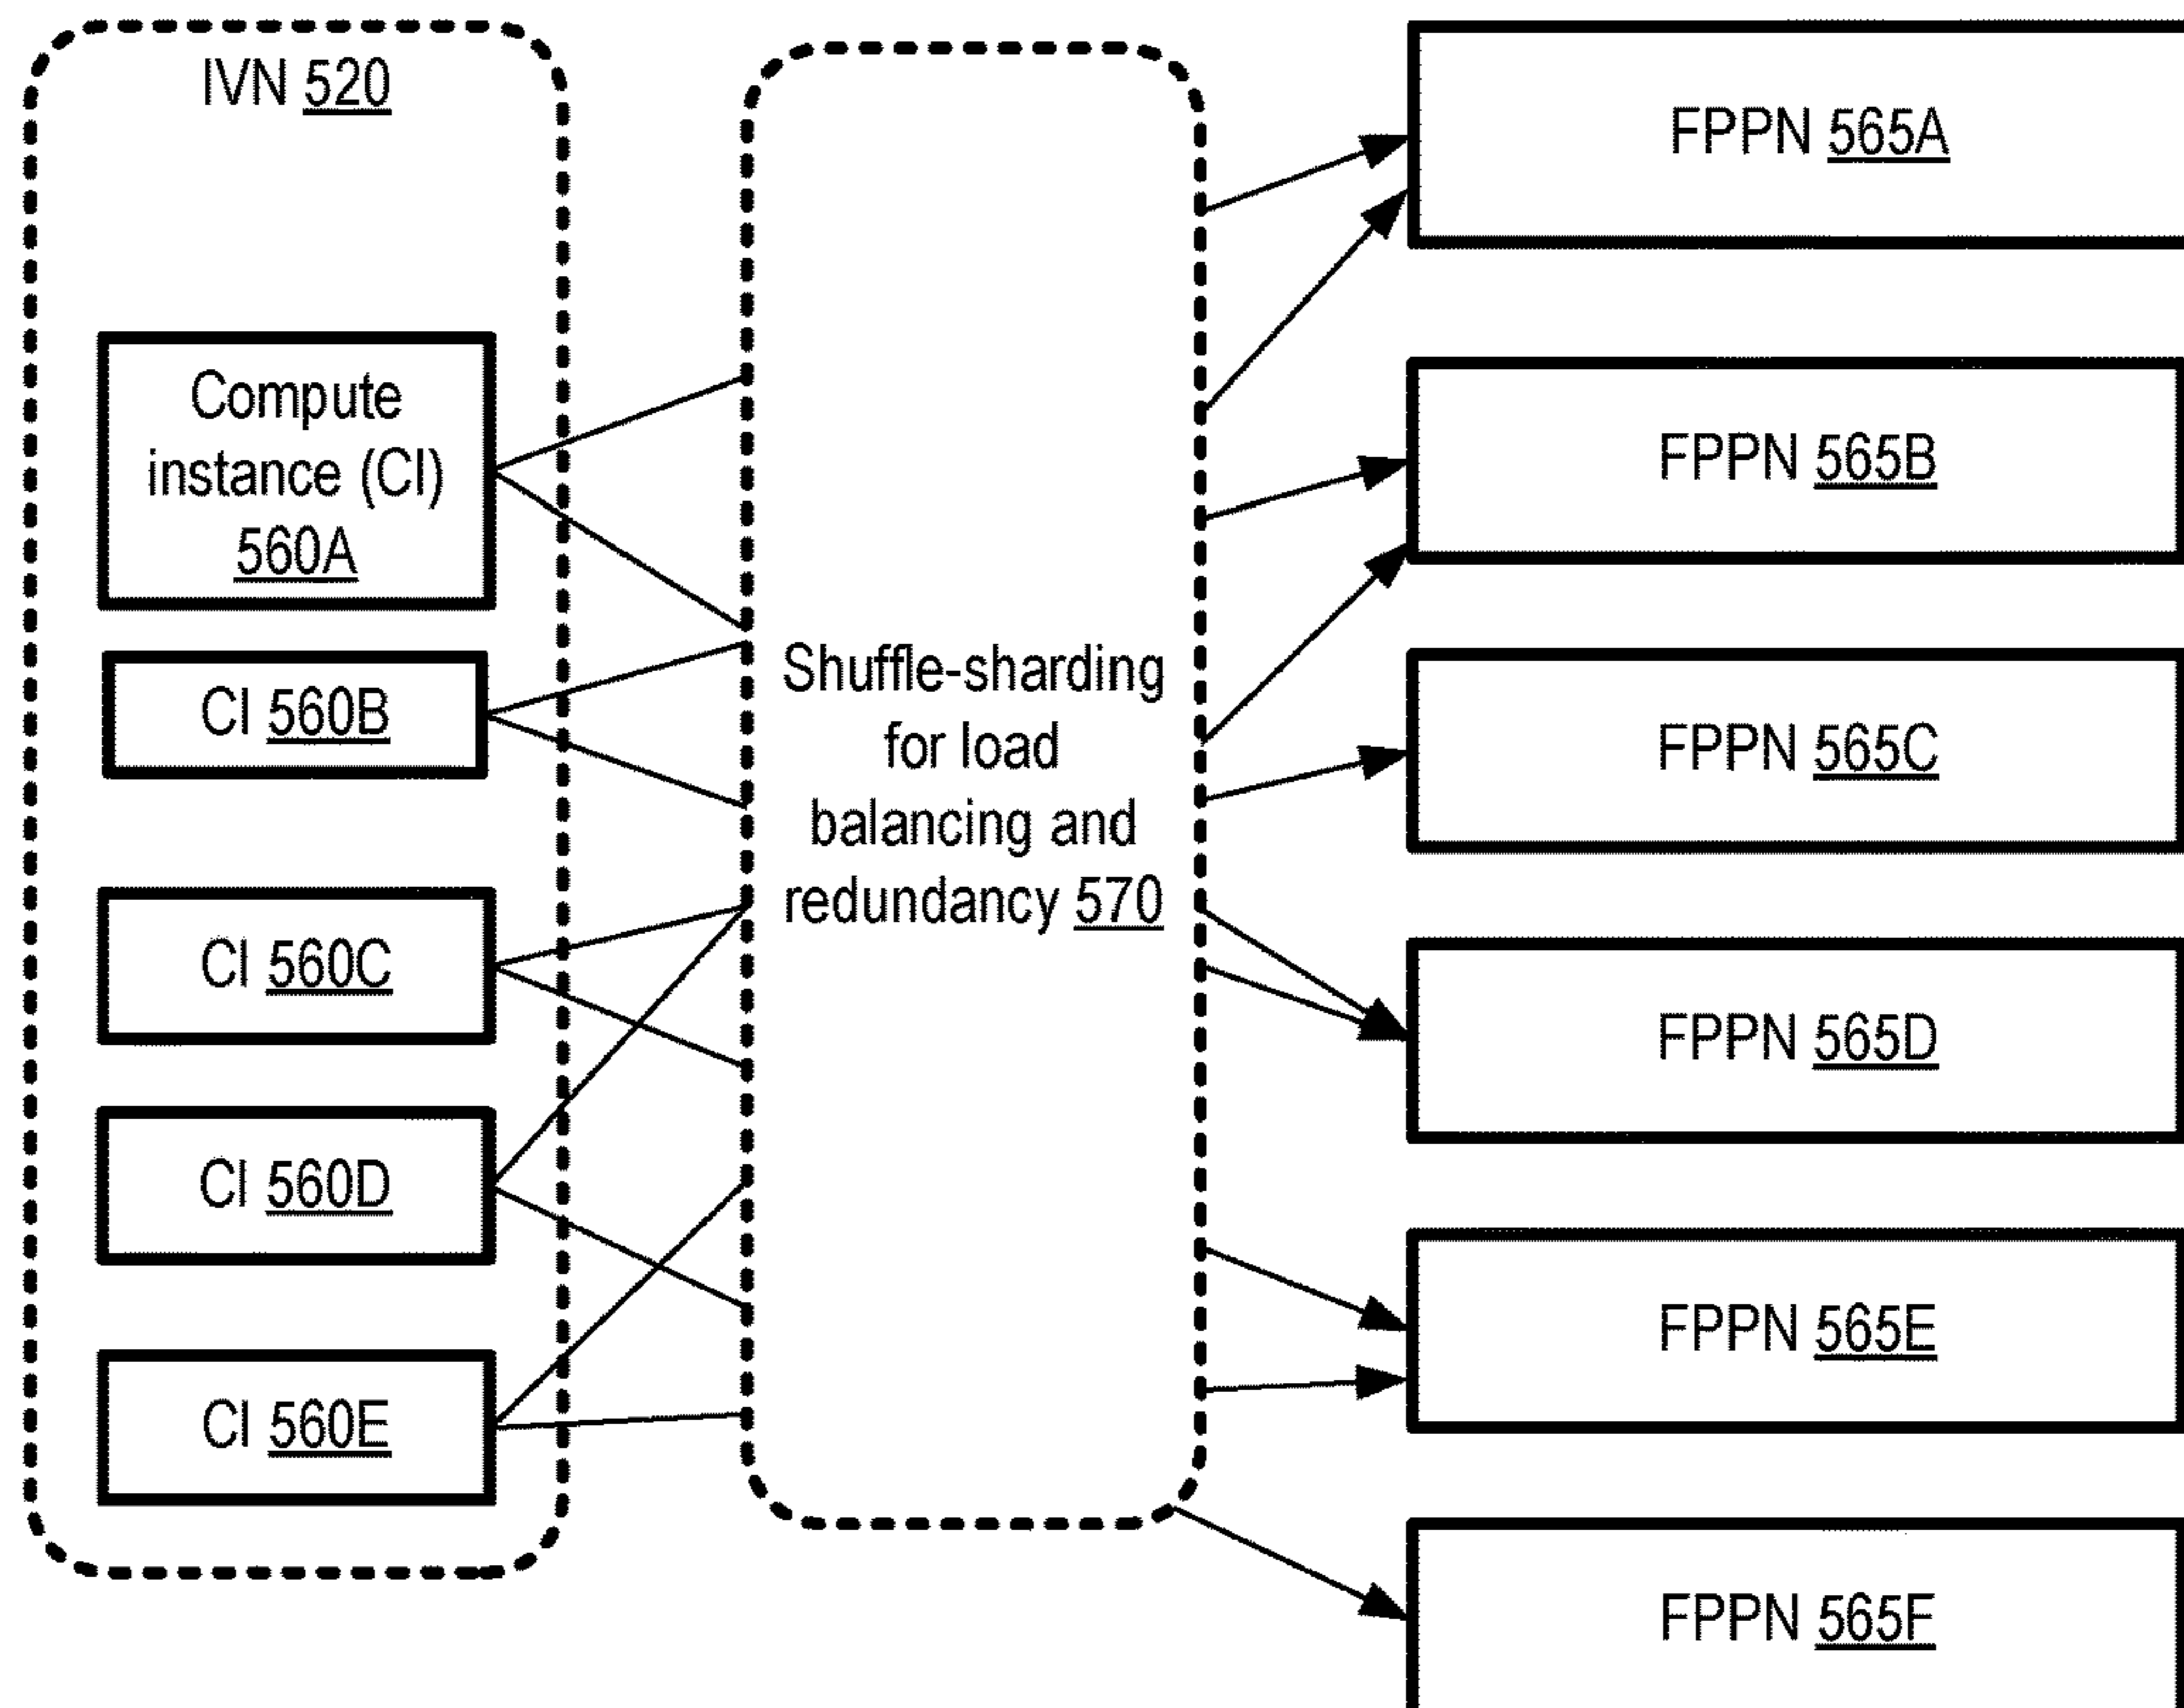 IVN 520
Compute
instance (CI)
560A
CI 560B
CI 560C
CI 560D
CI 560E
Shuffle-sharding
for load
balancing and
redundancy 570
FPPN 565A
FPPN 565B
FPPN 565C
FPPN 565D
FPPN 565E
FPPN 565F